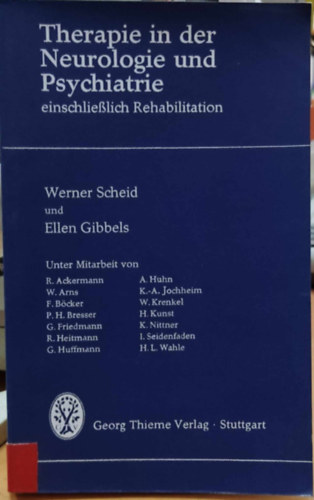 Therapie in der
Neurologie und
Psychiatrie
einschließlich Rehabilitation
Werner Scheid
und
Ellen Gibbels
Unter Mitarbeit von
R. Ackermann
W. Arns
F. Böcker
P. H. Bresser
G. Friedmann
R. Heitmann
G. Huffmann
A. Huhn
K.-A. Jochheim
W. Krenkel
H. Kunst
K. Nittner
I. Seidenfaden
H. L. Wahle
Georg Thieme Verlag · Stuttgart